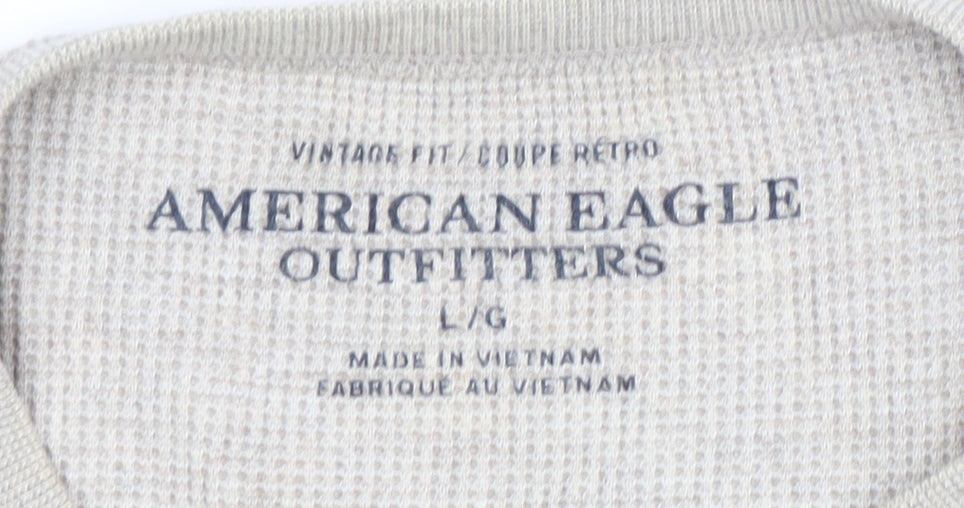 VINTAGE FIT / COUPE RÉTRO
AMERICAN EAGLE
OUTFITTERS
L/G
MADE IN VIETNAM
FABRIQUÉ AU VIETNAM